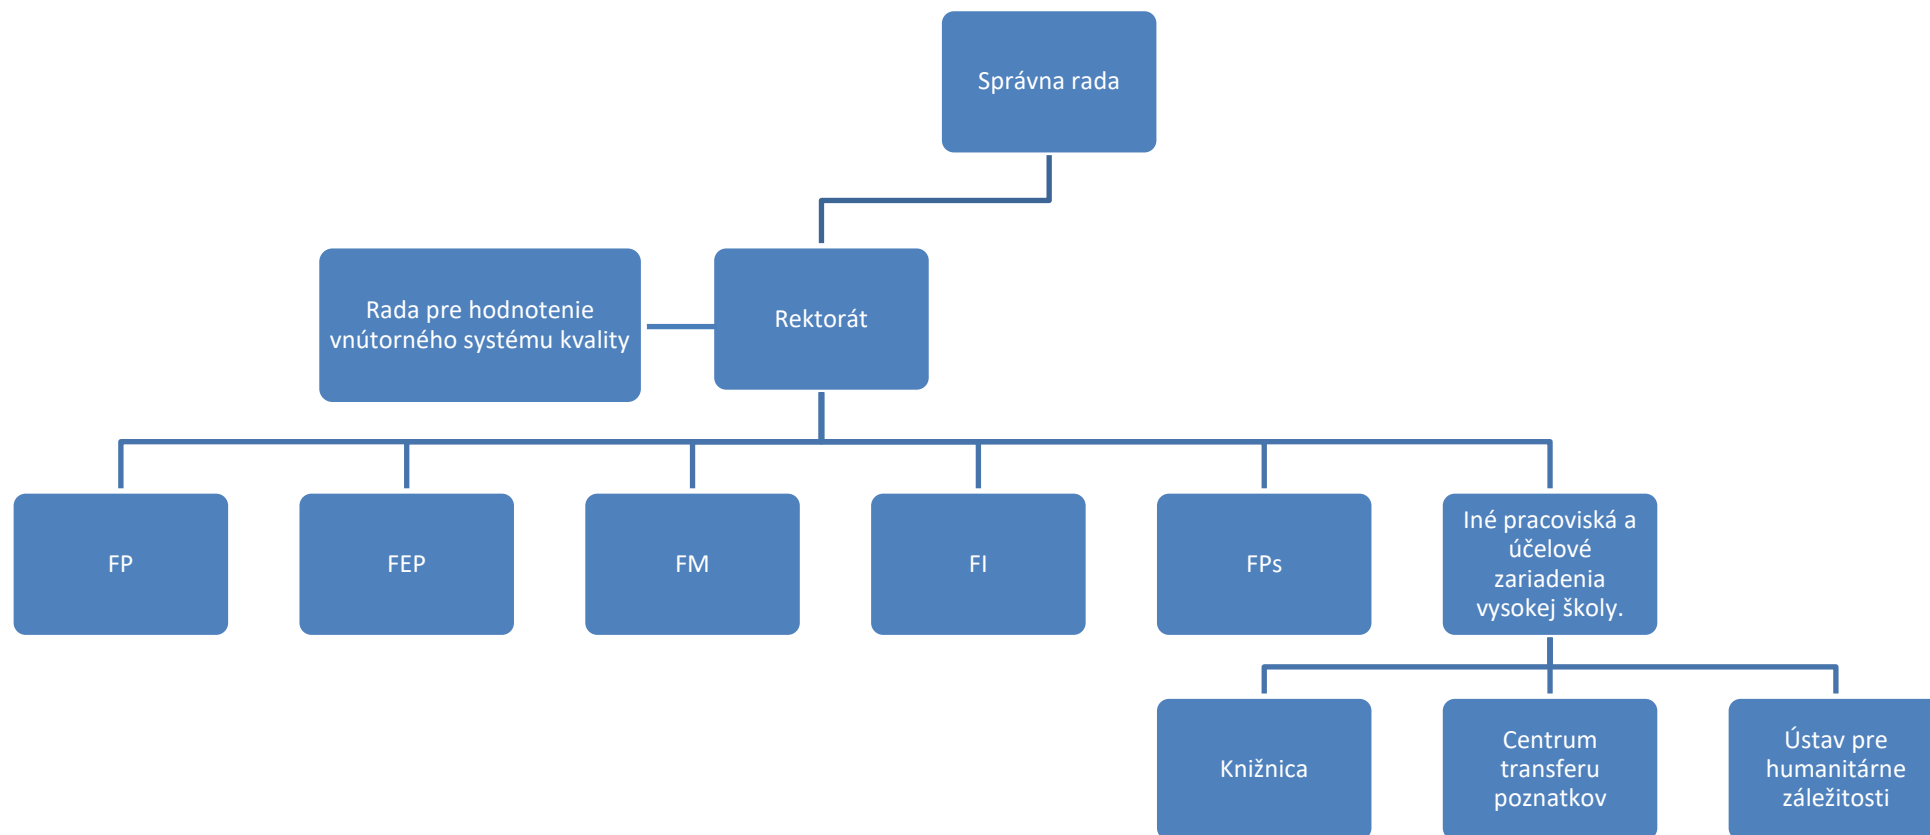 Správna rada
Rada pre hodnotenie
vnútorného systému kvality
Rektorát
FP
FEP
FM
FI
FPs
Iné pracoviská a
účelové
zariadenia
vysokej školy.
Knižnica
Centrum
transferu
poznatkov
Ústav pre
humanitárne
záležitosti